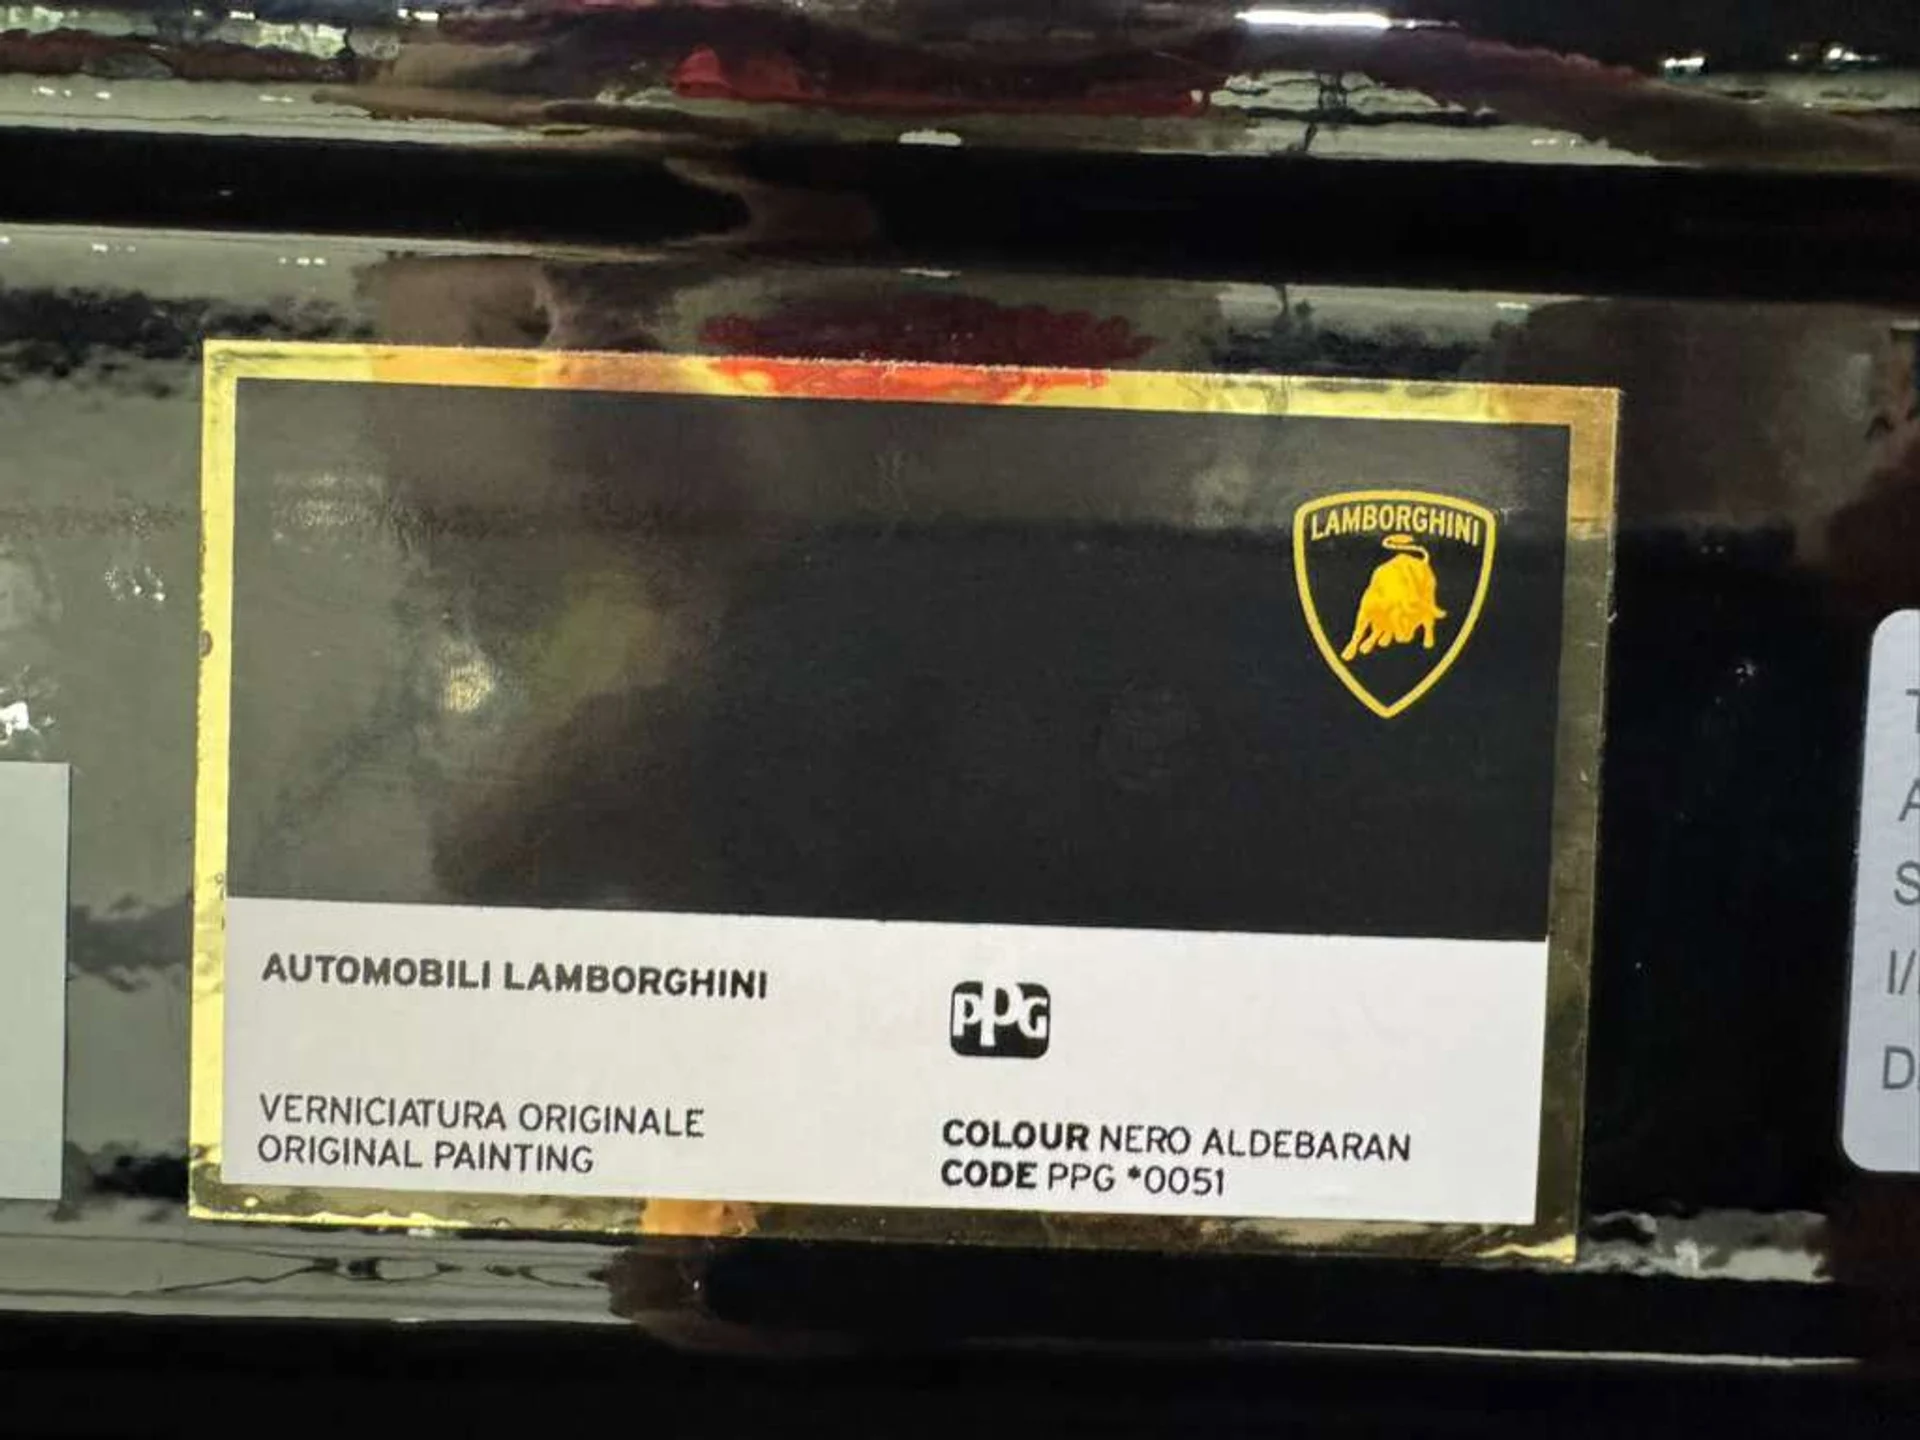 LAMBORGHINI
AUTOMOBILI LAMBORGHINI
PPG
VERNICIATURA ORIGINALE
ORIGINAL PAINTING
COLOUR NERO ALDEBARAN
CODE PPG *0051